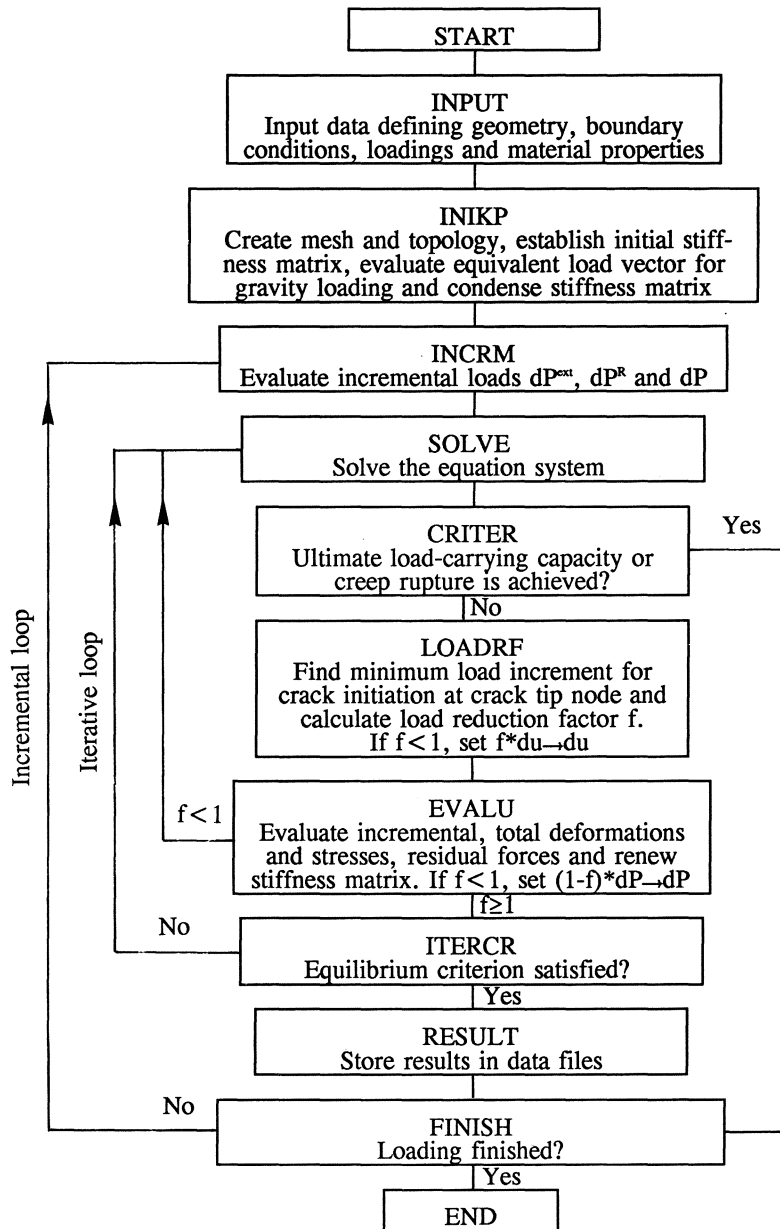 START
INPUT
Input data defining geometry, boundary
conditions, loadings and material properties
INIKP
Create mesh and topology, establish initial stiff-
ness matrix, evaluate equivalent load vector for
gravity loading and condense stiffness matrix
INCRM
Evaluate incremental loads dP^ext, dP^R and dP
SOLVE
Solve the equation system
CRITER
Ultimate load-carrying capacity or
creep rupture is achieved?
Yes
No
LOADRF
Find minimum load increment for
crack initiation at crack tip node and
calculate load reduction factor f.
If f<1, set f*du→du
Incremental loop
Iterative loop
f<1
EVALU
Evaluate incremental, total deformations
and stresses, residual forces and renew
stiffness matrix. If f<1, set (1-f)*dP→dP
f≥1
No
ITERCR
Equilibrium criterion satisfied?
Yes
RESULT
Store results in data files
No
FINISH
Loading finished?
Yes
END